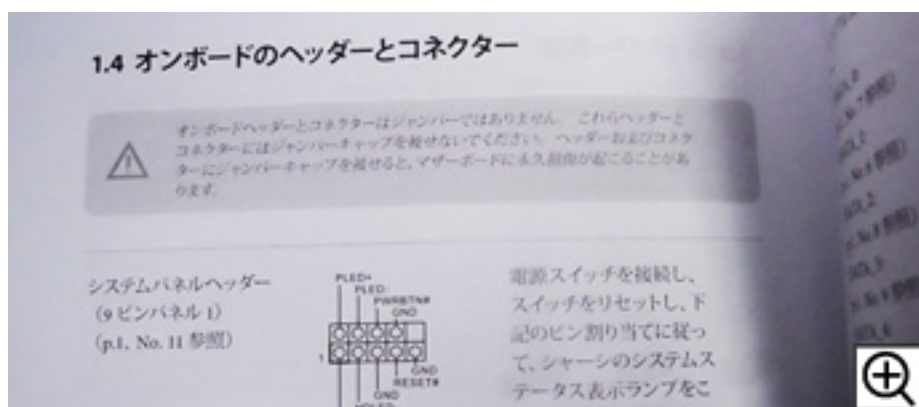 1.4 オンボードのヘッダーとコネクター
オンボードヘッダーとコネクターはジャンパーではありません。 これらヘッダーと
コネクターにはジャンパーキャップを被せないでください。 ヘッダーおよびコネク
ターにジャンパーキャップを被せると、マザーボードに永久損傷が起こることがあ
ります。
システムパネルヘッダー
(9 ピンパネル 1)
(p.1、No. 11 参照)
PLED+
PLED-
PWRBTN#
GND
1
GND
RESET#
GND
HDLED-
電源スイッチを接続し、
スイッチをリセットし、下
記のピン割り当てに従っ
て、シャーシのシステムス
テータス表示ランプをこ